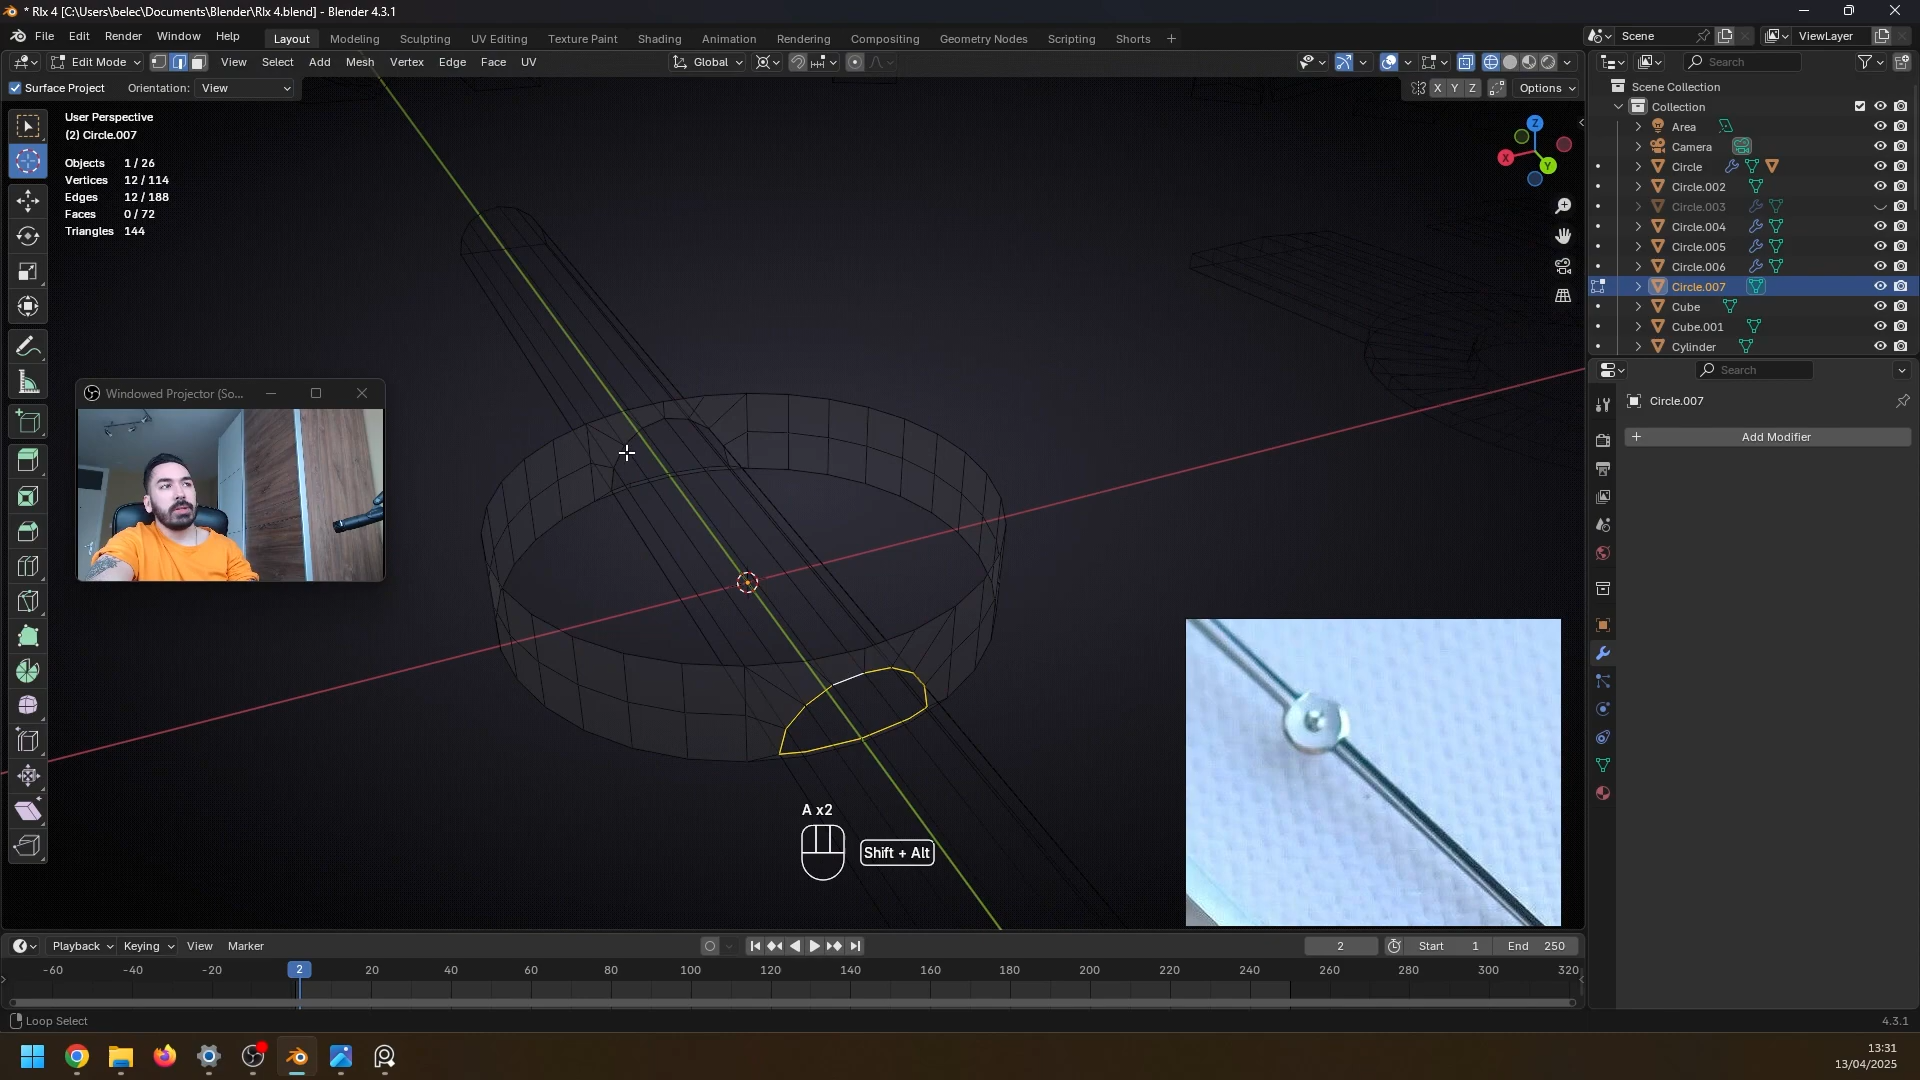 * Rlx 4 [C:\Users\belec\Documents\Blender\Rlx 4.blend] - Blender 4.3.1
File Edit Render Window Help
Layout Modeling Sculpting UV Editing Texture Paint Shading Animation Rendering Compositing Geometry Nodes Scripting Shorts +
Scene
ViewLayer
Edit Mode
View Select Add Mesh Vertex Edge Face UV
Global
Search
Surface Project Orientation: View
X Y Z Options
User Perspective
(2) Circle.007
Objects 1 / 26
Vertices 12 / 114
Edges 12 / 188
Faces 0 / 72
Triangles 144
Z
X
Y
Scene Collection
Collection
Area
Camera
Circle
Circle.002
Circle.003
Circle.004
Circle.005
Circle.006
Circle.007
Cube
Cube.001
Cylinder
Search
Circle.007
+ Add Modifier
Windowed Projector (So...
A x2
Shift + Alt
Playback Keying View Marker
2
Start 1
End 250
-60 -40 -20 2 20 40 60 80 100 120 140 160 180 200 220 240 260 280 300 320
Loop Select
4.3.1
13:31
13/04/2025